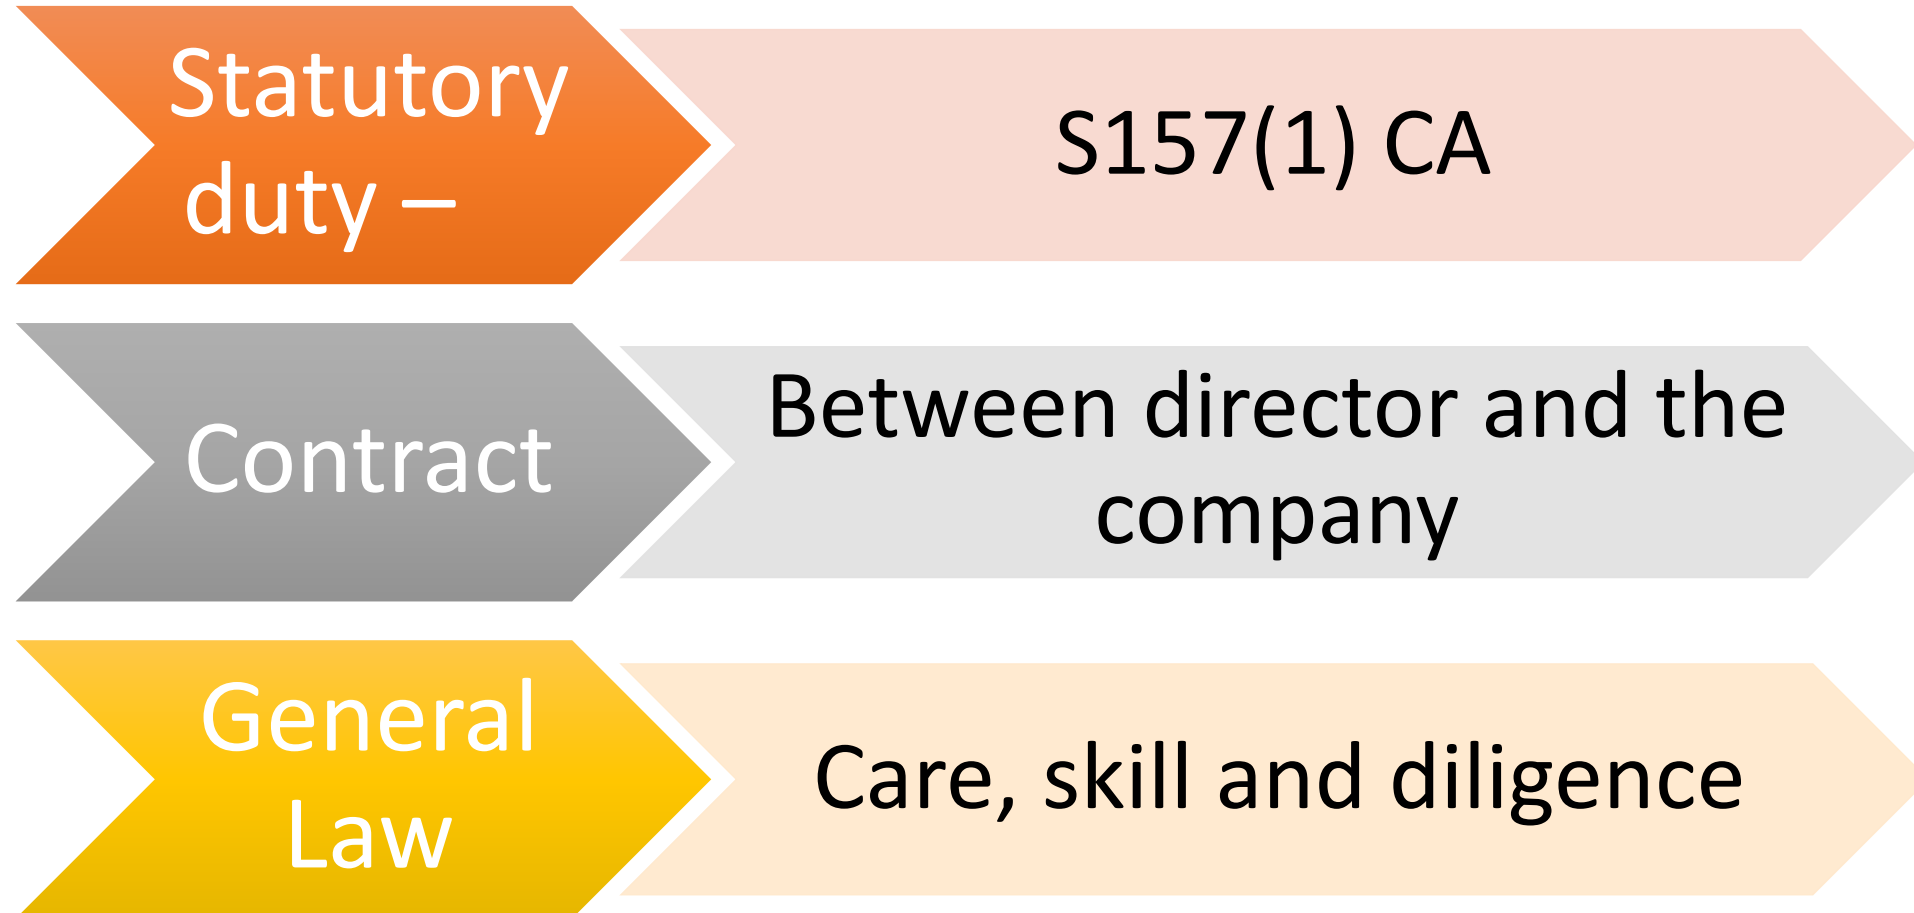 Statutory
duty –
S157(1) CA
Contract
Between director and the
company
General
Law
Care, skill and diligence